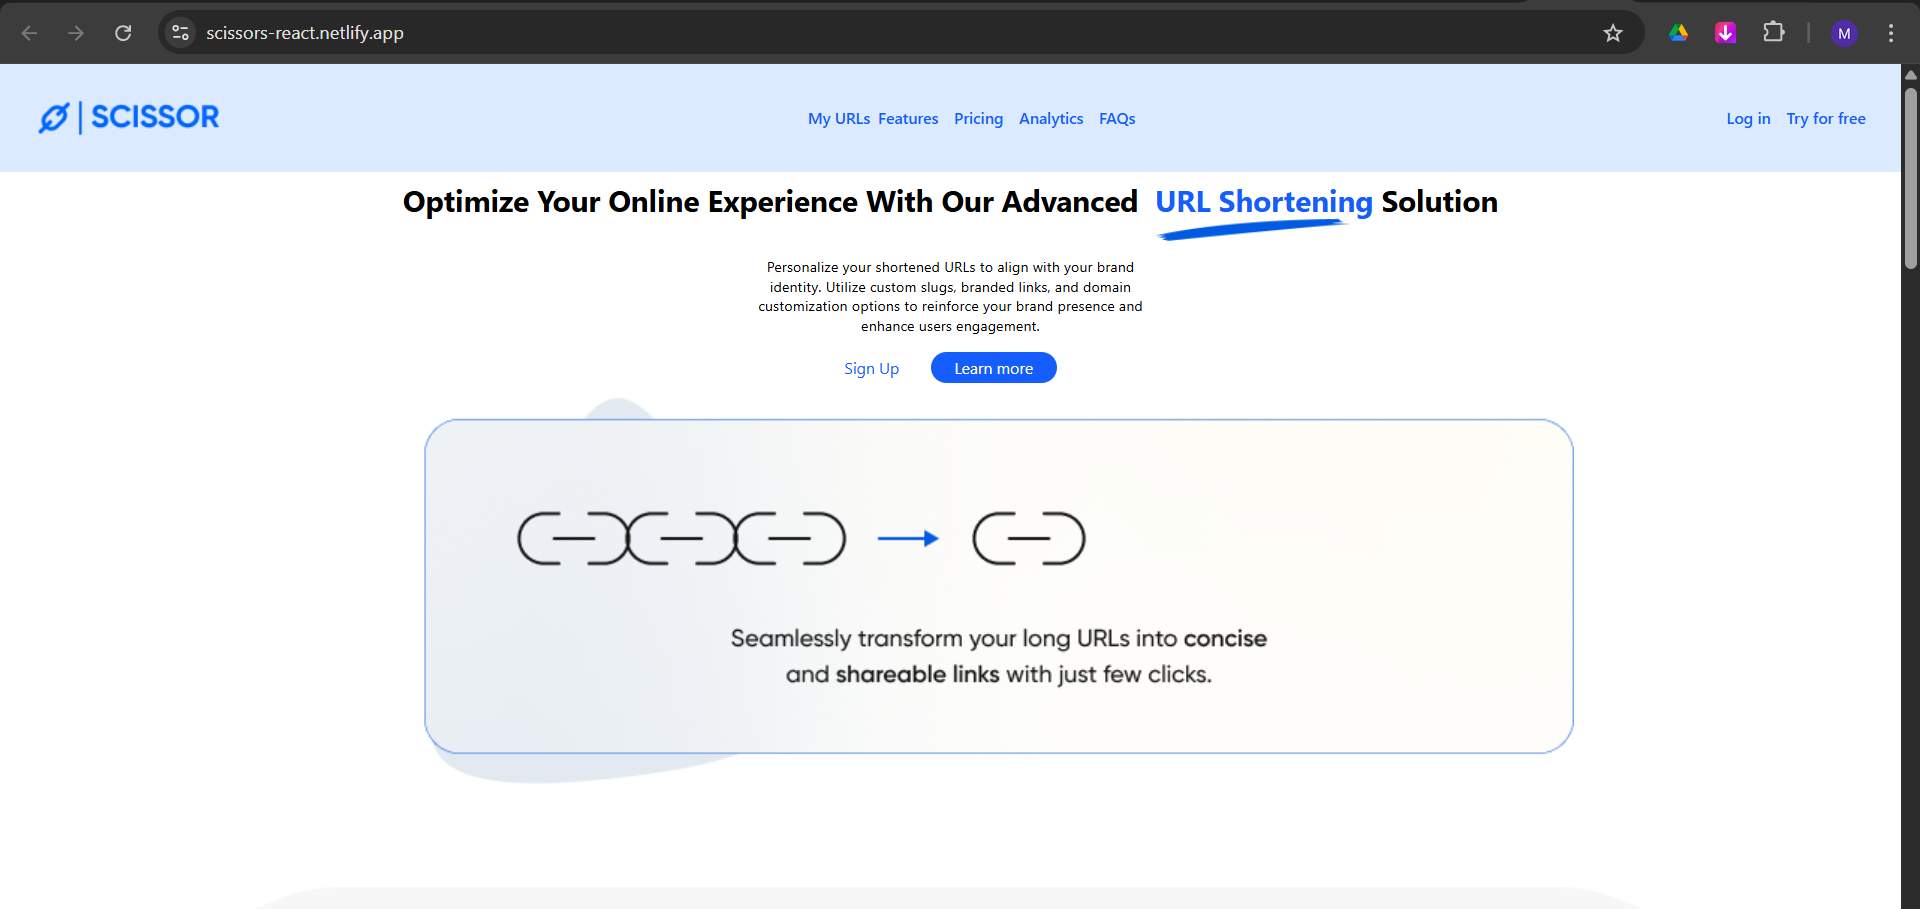 scissors-react.netlify.app
M
SCISSOR
My URLs Features Pricing Analytics FAQs
Log in Try for free
Optimize Your Online Experience With Our Advanced URL Shortening Solution
Personalize your shortened URLs to align with your brand
identity. Utilize custom slugs, branded links, and domain
customization options to reinforce your brand presence and
enhance users engagement.
Sign Up Learn more
Seamlessly transform your long URLs into concise
and shareable links with just few clicks.